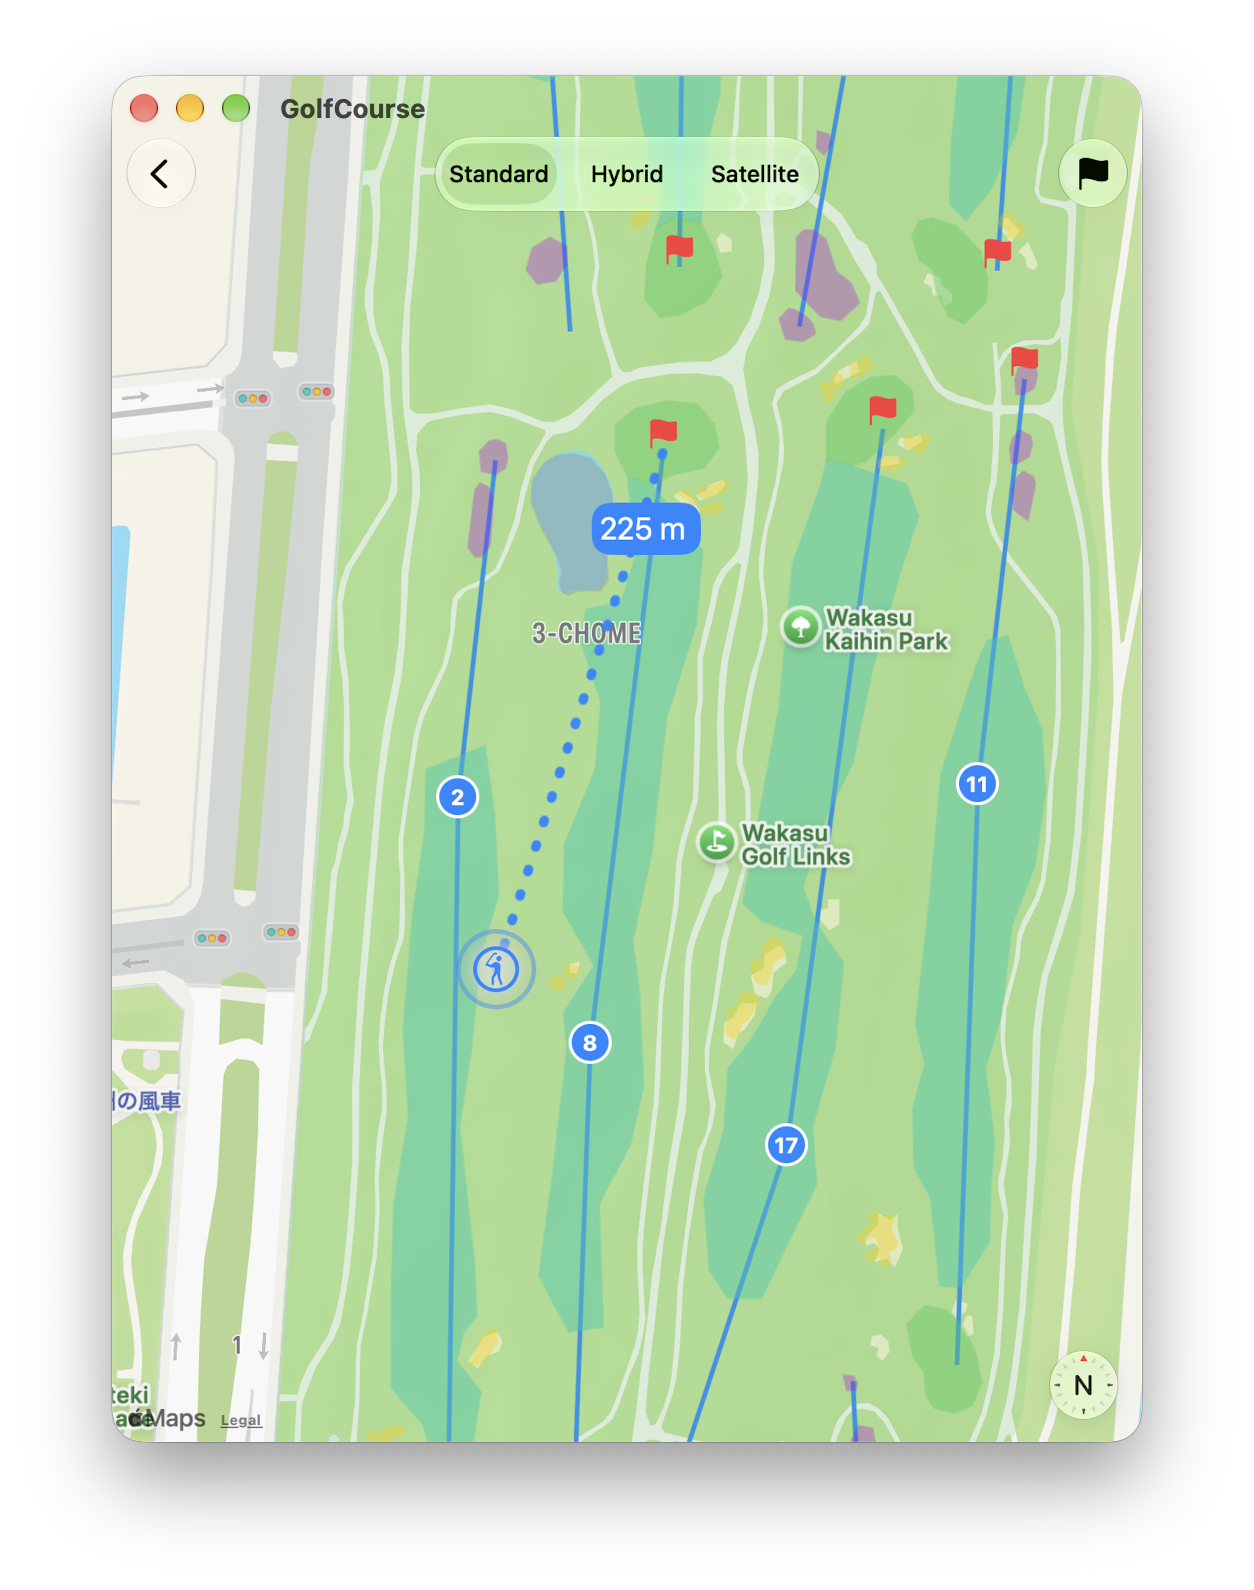 GolfCourse
Standard
Hybrid
Satellite
225 m
3-CHOME
Wakasu
Kaihin Park
2
11
Wakasu
Golf Links
8
の風車
17
1
teki
Maps
Legal
N